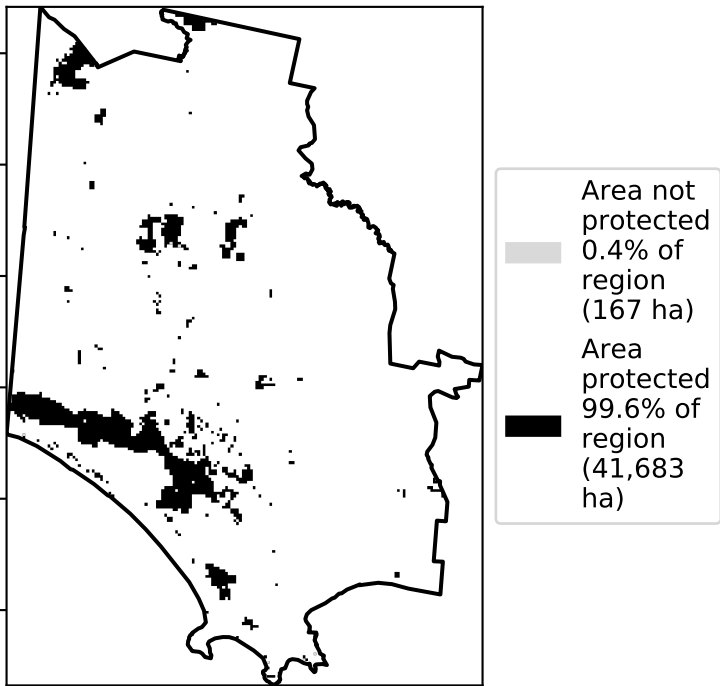 Area not
protected
0.4% of
region
(167 ha)
Area
protected
99.6% of
region
(41,683
ha)